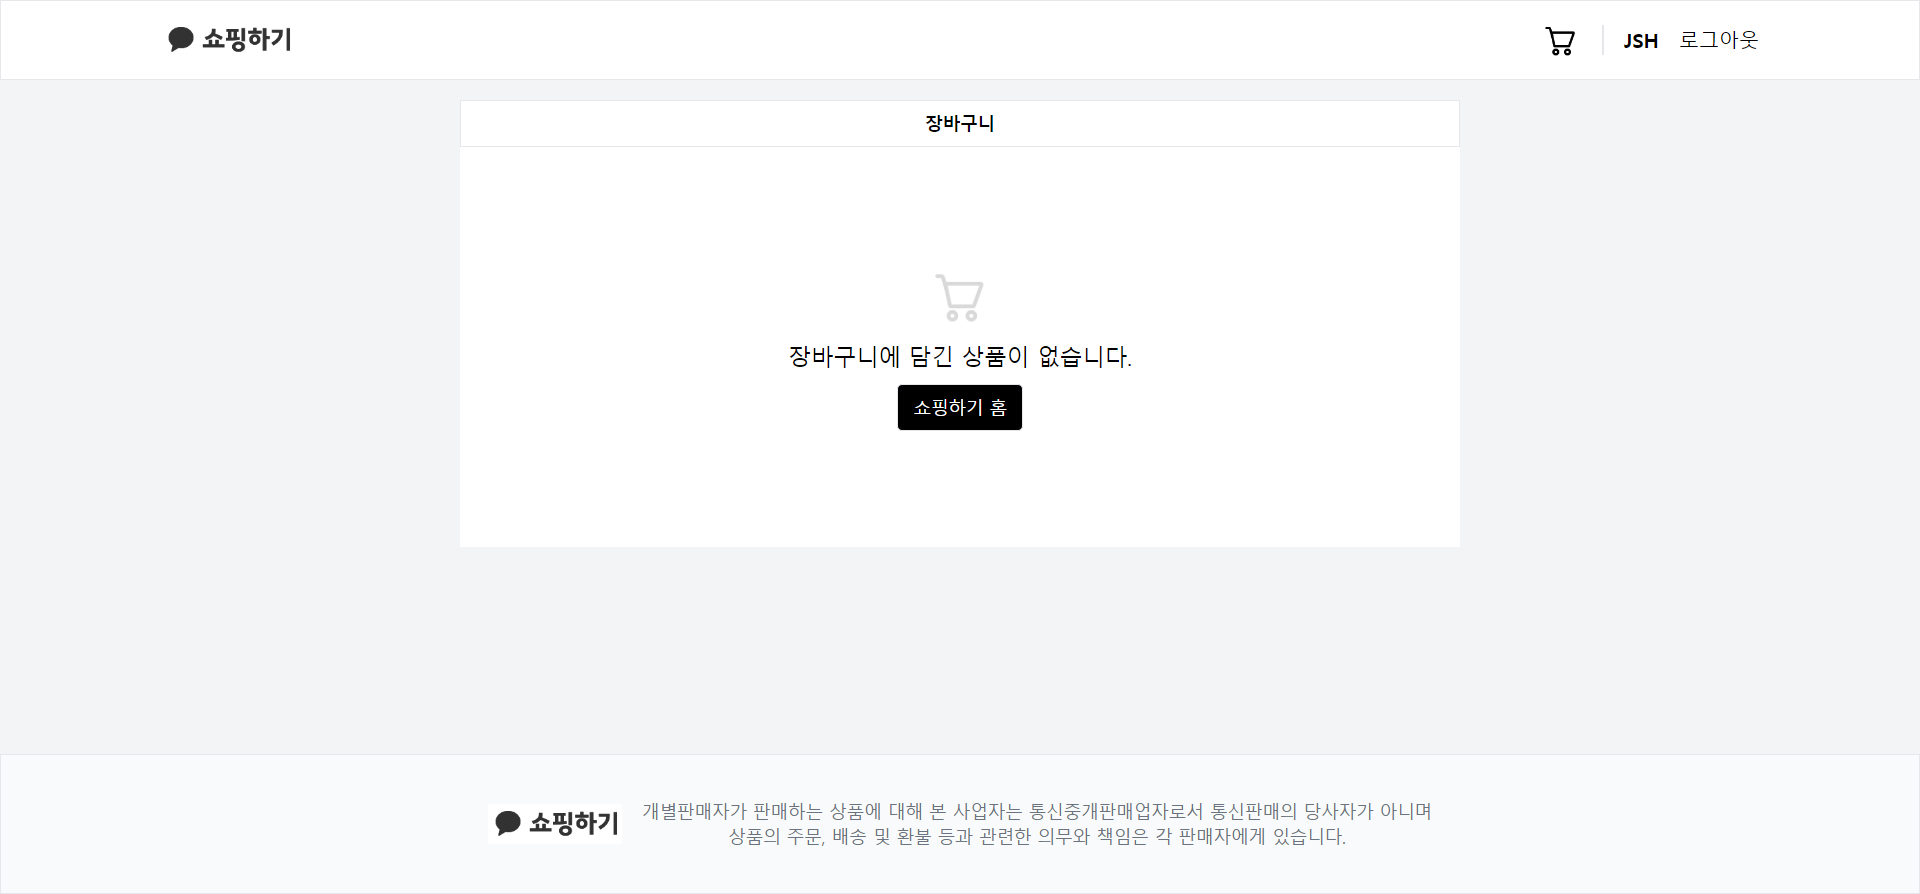 쇼핑하기
JSH 로그아웃
장바구니
장바구니에 담긴 상품이 없습니다.
쇼핑하기 홈
쇼핑하기
개별판매자가 판매하는 상품에 대해 본 사업자는 통신중개판매업자로서 통신판매의 당사자가 아니며
상품의 주문, 배송 및 환불 등과 관련한 의무와 책임은 각 판매자에게 있습니다.